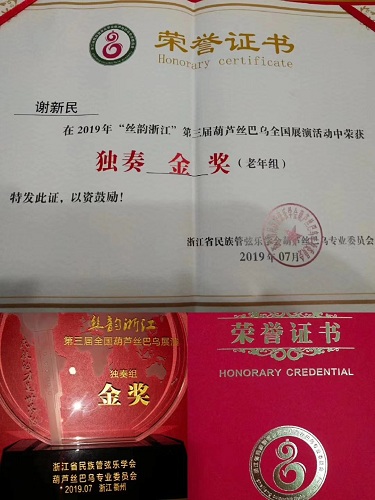 荣誉证书
Honorary certificate
谢新民
在2019年“丝韵浙江”第三届葫芦丝巴乌全国展演活动中荣获
独奏 金 奖 (老年组)
特发此证,以资鼓励!
浙江省民族管弦乐学会葫芦丝巴乌专业委员会
2019年07月
丝韵浙江
第三届全国葫芦丝巴乌展演
独奏组
金奖
浙江省民族管弦乐学会
葫芦丝巴乌专业委员会
*2019.07 浙江 衢州
荣誉证书
HONORARY CREDENTIAL